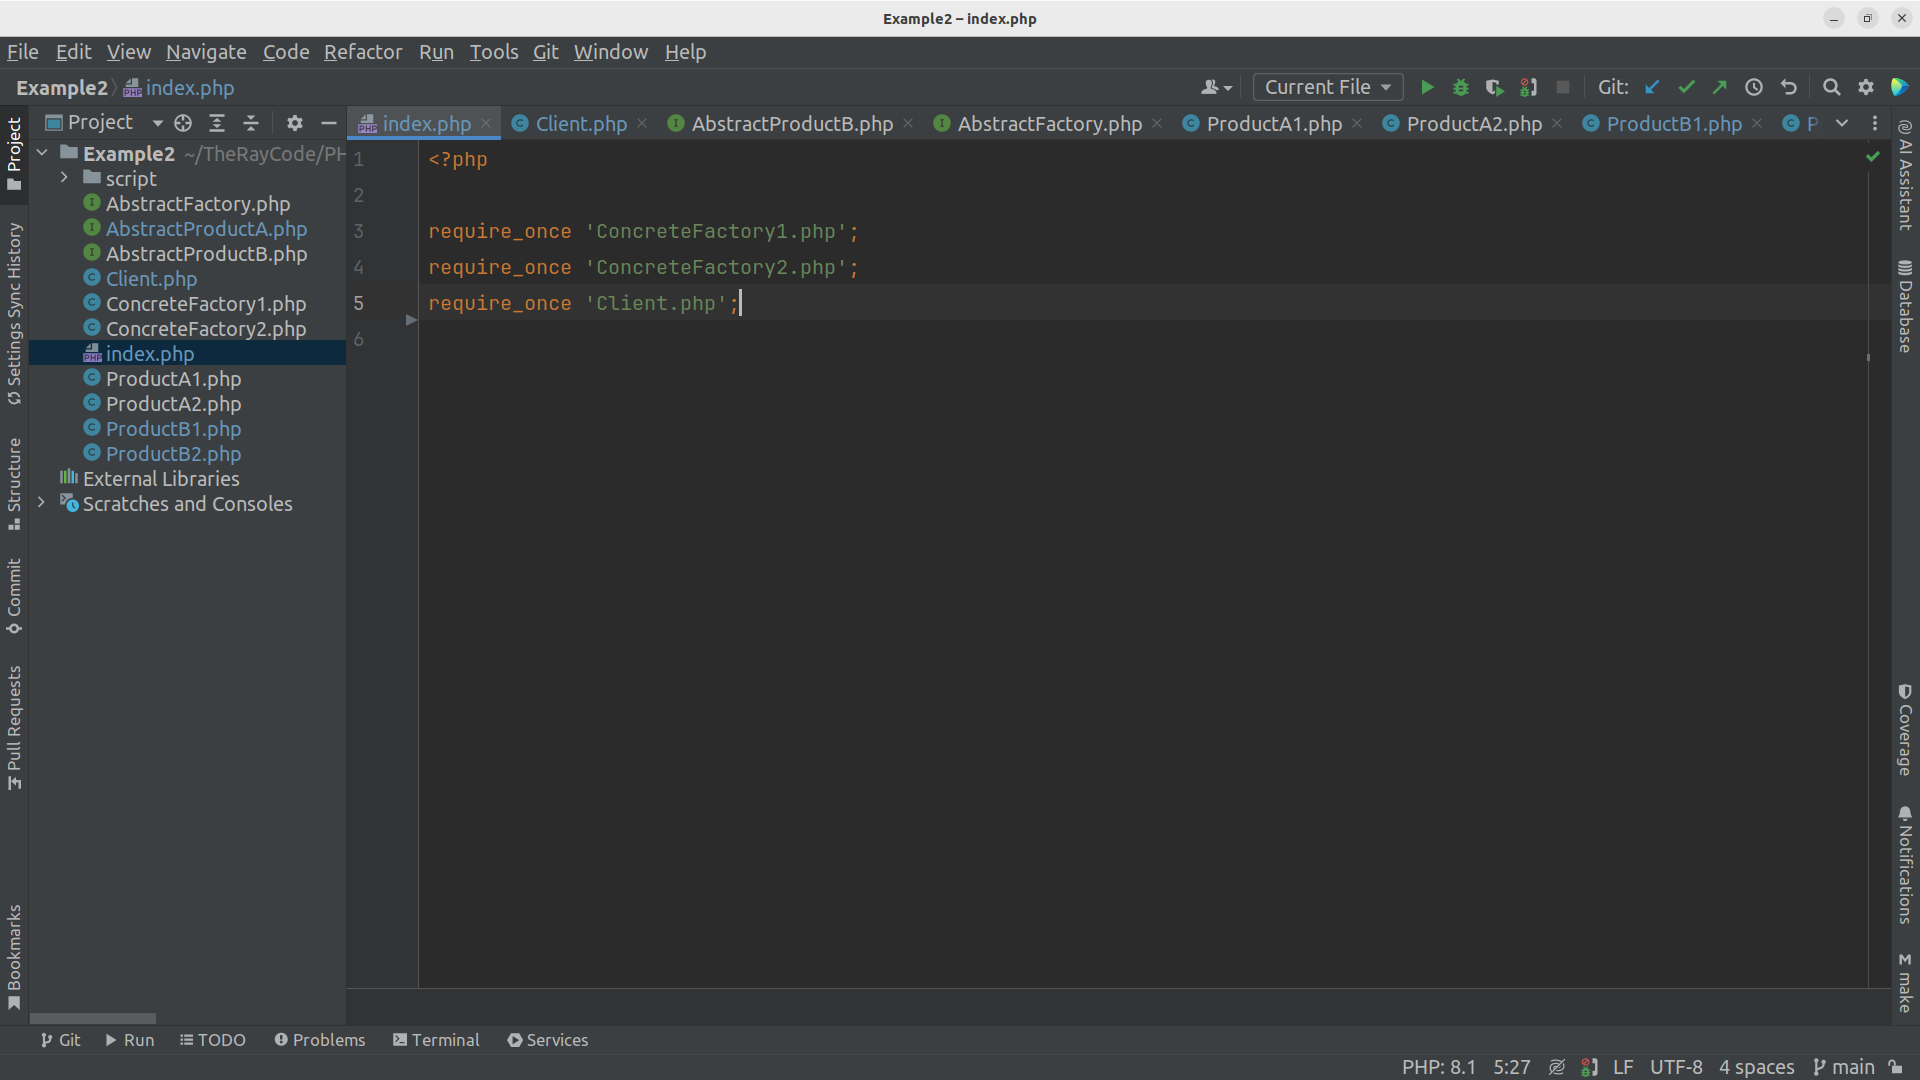 Example2 – index.php
File Edit View Navigate Code Refactor Run Tools Git Window Help
Example2 index.php
Current File
Git:
Project
index.php Client.php AbstractProductB.php AbstractFactory.php ProductA1.php ProductA2.php ProductB1.php P
Example2 ~/TheRayCode/PH
script
AbstractFactory.php
AbstractProductA.php
AbstractProductB.php
Client.php
ConcreteFactory1.php
ConcreteFactory2.php
index.php
ProductA1.php
ProductA2.php
ProductB1.php
ProductB2.php
External Libraries
Scratches and Consoles
1 <?php
2
3 require_once 'ConcreteFactory1.php';
4 require_once 'ConcreteFactory2.php';
5 require_once 'Client.php';
6
Project
Settings Sync History
Structure
Commit
Pull Requests
Bookmarks
AI Assistant
Database
Coverage
Notifications
make
Git Run TODO Problems Terminal Services
PHP: 8.1 5:27 LF UTF-8 4 spaces main